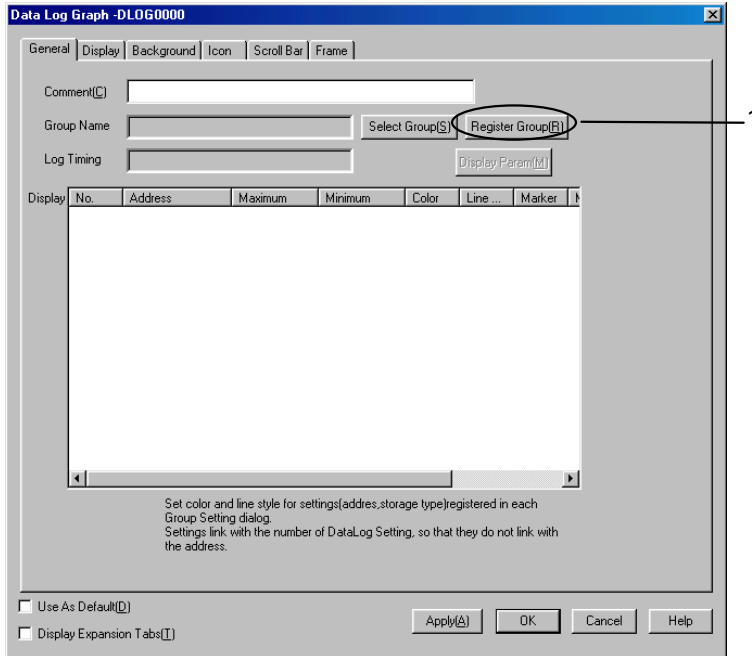 Data Log Graph -DLOG0000
General Display Background Icon Scroll Bar Frame
Comment(C)
Group Name Select Group(S) Register Group(R) 1
Log Timing Display Param(M)
Display No. Address Maximum Minimum Color Line ... Marker
Set color and line style for settings(addres,storage type)registered in each
Group Setting dialog.
Settings link with the number of DataLog Setting, so that they do not link with
the address.
Use As Default(D)
Display Expansion Tabs(T)
Apply(A) OK Cancel Help